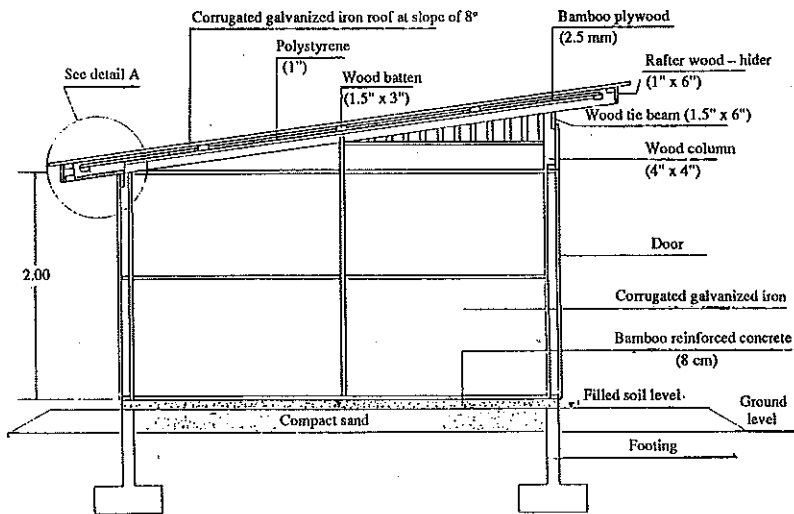 Corrugated galvanized iron roof at slope of 8°
Bamboo plywood
(2.5 mm)
Polystyrene
(1")
See detail A
Wood batten
(1.5" x 3")
Rafter wood – hider
(1" x 6")
Wood tie beam (1.5" x 6")
Wood column
(4" x 4")
2.00
Door
Corrugated galvanized iron
Bamboo reinforced concrete
(8 cm)
Filled soil level
Ground
level
Compact sand
Footing